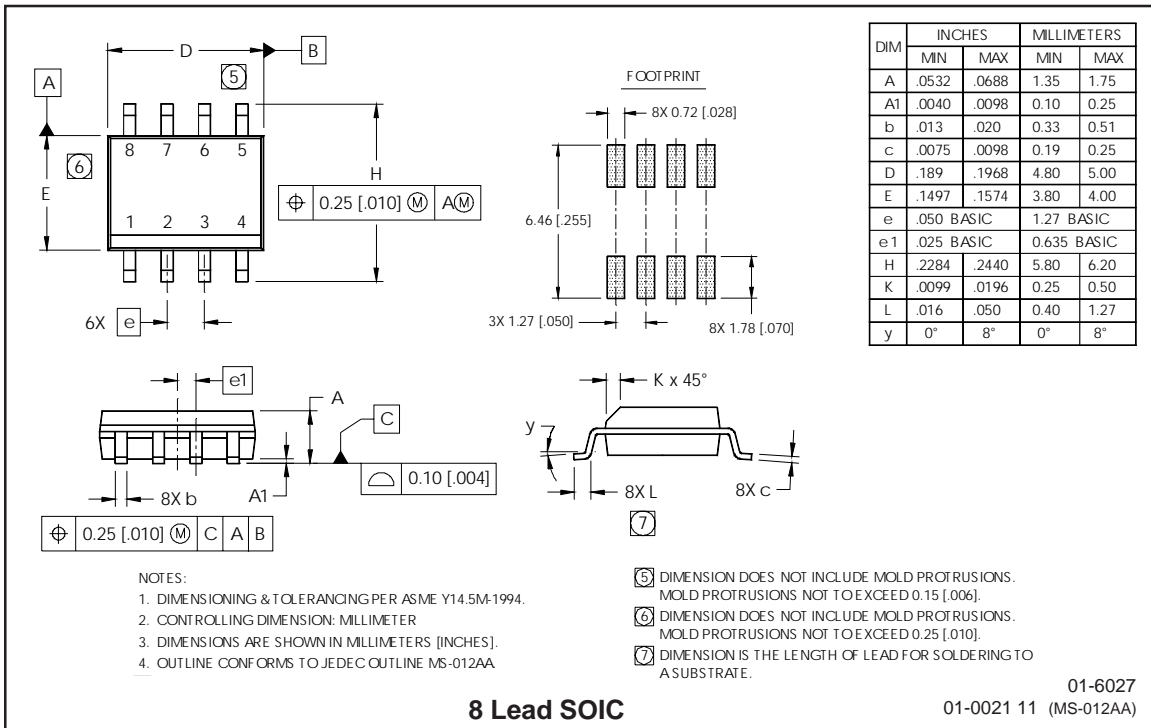 D
B
5
A
8 7 6 5
6
E
H
⌖ 0.25 [.010] Ⓜ AⓂ
1 2 3 4
6X e
FOOTPRINT
8X 0.72 [.028]
6.46 [.255]
3X 1.27 [.050]
8X 1.78 [.070]
DIM INCHES MILLIMETERS
MIN MAX MIN MAX
A .0532 .0688 1.35 1.75
A1 .0040 .0098 0.10 0.25
b .013 .020 0.33 0.51
c .0075 .0098 0.19 0.25
D .189 .1968 4.80 5.00
E .1497 .1574 3.80 4.00
e .050 BASIC 1.27 BASIC
e1 .025 BASIC 0.635 BASIC
H .2284 .2440 5.80 6.20
K .0099 .0196 0.25 0.50
L .016 .050 0.40 1.27
y 0° 8° 0° 8°
e1
A
C
⌓ 0.10 [.004]
8X b
A1
⌖ 0.25 [.010] Ⓜ C A B
K x 45°
y
8X L
7
8X c
NOTES:
1. DIMENSIONING & TOLERANCING PER ASME Y14.5M-1994.
2. CONTROLLING DIMENSION: MILLIMETER
3. DIMENSIONS ARE SHOWN IN MILLIMETERS [INCHES].
4. OUTLINE CONFORMS TO JEDEC OUTLINE MS-012AA.
5 DIMENSION DOES NOT INCLUDE MOLD PROTRUSIONS.
MOLD PROTRUSIONS NOT TO EXCEED 0.15 [.006].
6 DIMENSION DOES NOT INCLUDE MOLD PROTRUSIONS.
MOLD PROTRUSIONS NOT TO EXCEED 0.25 [.010].
7 DIMENSION IS THE LENGTH OF LEAD FOR SOLDERING TO
A SUBSTRATE.
8 Lead SOIC
01-6027
01-0021 11 (MS-012AA)